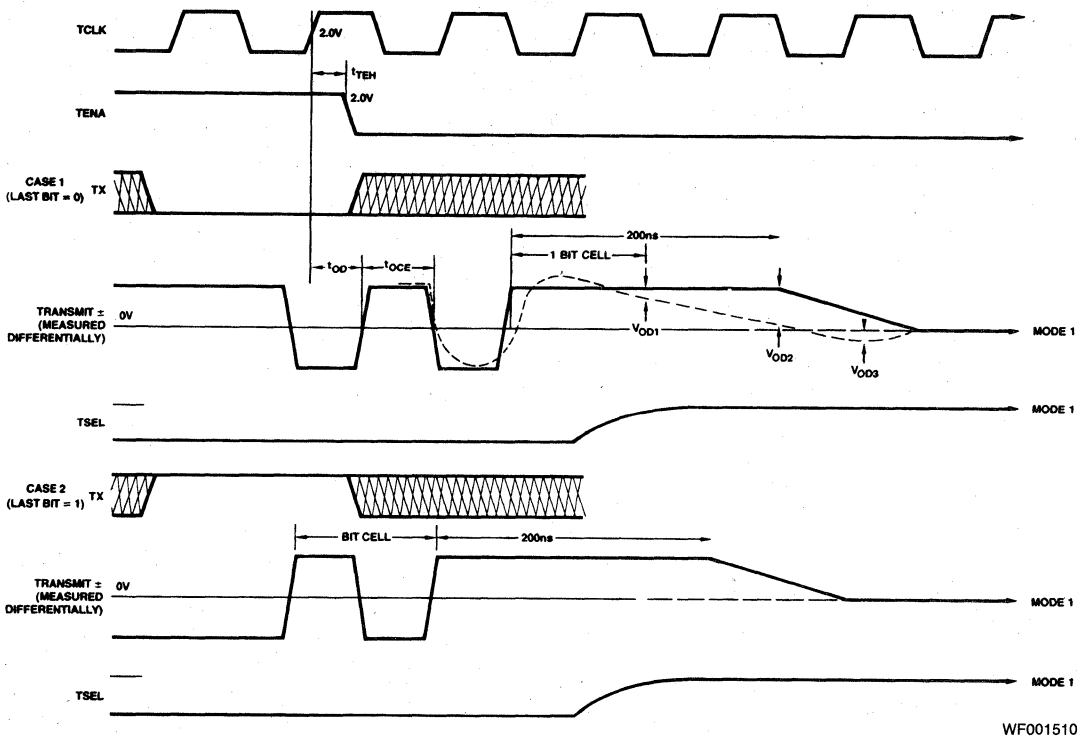 TCLK
2.0V
tTEH
2.0V
TENA
CASE 1
(LAST BIT = 0) TX
200ns
1 BIT CELL
tOD
tOCE
TRANSMIT ± 0V
(MEASURED
DIFFERENTIALLY)
VOD1
MODE 1
VOD2
VOD3
MODE 1
TSEL
CASE 2
(LAST BIT = 1) TX
BIT CELL
200ns
TRANSMIT ± 0V
(MEASURED
DIFFERENTIALLY)
MODE 1
MODE 1
TSEL
WF001510